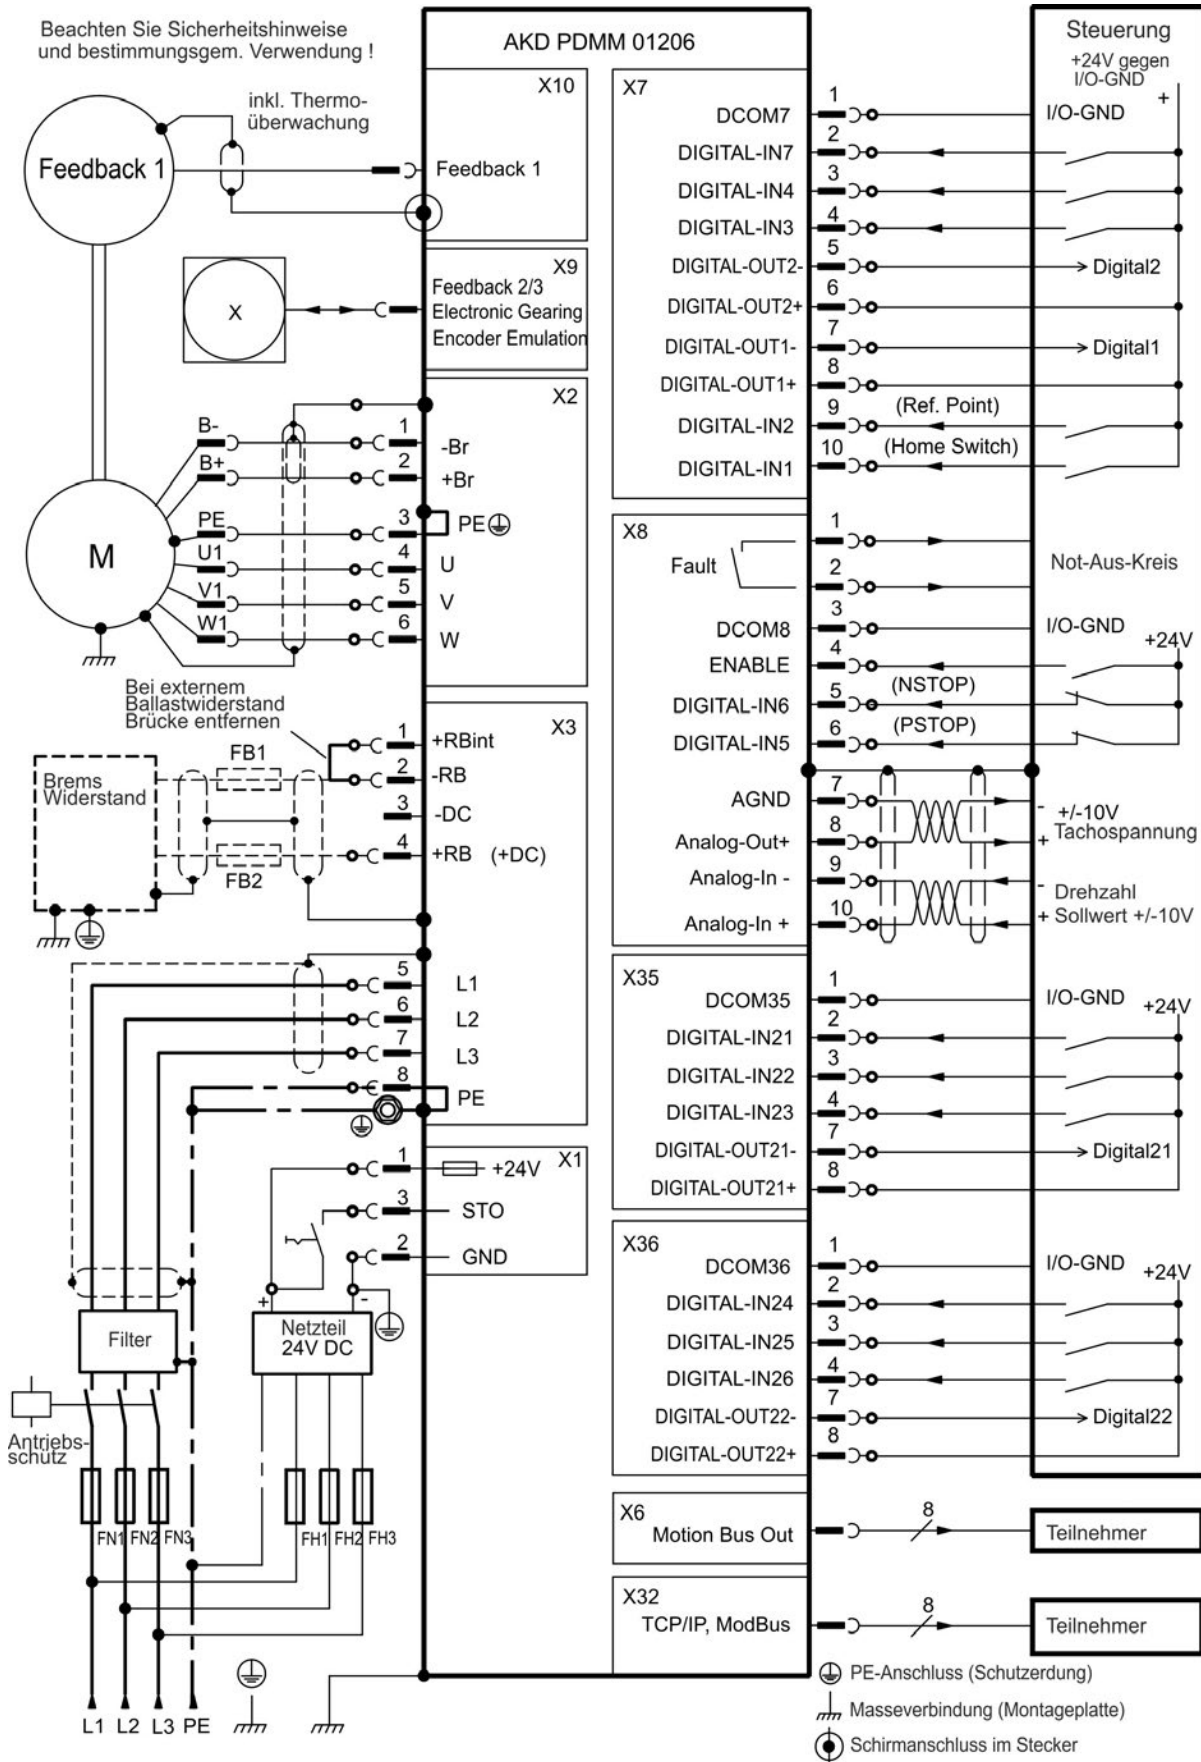 Beachten Sie Sicherheitshinweise
und bestimmungsgem. Verwendung !
AKD PDMM 01206
Steuerung
+24V gegen
I/O-GND
+
inkl. Thermo-
überwachung
Feedback 1
X10
Feedback 1
X9
Feedback 2/3
Electronic Gearing
Encoder Emulation
X
X2
B-
1
-Br
B+
2
+Br
PE
3
PE
U1
4
U
V1
5
V
W1
6
W
M
Bei externem
Ballastwiderstand
Brücke entfernen
X3
1
+RBint
FB1
2
-RB
Brems
Widerstand
3
-DC
4
+RB (+DC)
FB2
5
L1
6
L2
7
L3
8
PE
X1
1
+24V
3
STO
2
GND
+
-
Netzteil
24V DC
Filter
Antriebs-
schütz
FN1
FN2
FN3
FH1
FH2
FH3
L1
L2
L3
PE
X7
DCOM7
1
I/O-GND
DIGITAL-IN7
2
DIGITAL-IN4
3
DIGITAL-IN3
4
DIGITAL-OUT2-
5
Digital2
DIGITAL-OUT2+
6
DIGITAL-OUT1-
7
Digital1
DIGITAL-OUT1+
8
DIGITAL-IN2
9
(Ref. Point)
DIGITAL-IN1
10
(Home Switch)
X8
Fault
1
2
Not-Aus-Kreis
DCOM8
3
I/O-GND
+24V
ENABLE
4
DIGITAL-IN6
5
(NSTOP)
DIGITAL-IN5
6
(PSTOP)
AGND
7
-
+/-10V
Tachospannung
Analog-Out+
8
+
Analog-In -
9
-
Drehzahl
Analog-In +
10
+ Sollwert +/-10V
X35
DCOM35
1
I/O-GND
+24V
DIGITAL-IN21
2
DIGITAL-IN22
3
DIGITAL-IN23
4
DIGITAL-OUT21-
7
Digital21
DIGITAL-OUT21+
8
X36
DCOM36
1
I/O-GND
+24V
DIGITAL-IN24
2
DIGITAL-IN25
3
DIGITAL-IN26
4
DIGITAL-OUT22-
7
Digital22
DIGITAL-OUT22+
8
X6
Motion Bus Out
8
Teilnehmer
X32
TCP/IP, ModBus
8
Teilnehmer
PE-Anschluss (Schutzerdung)
Masseverbindung (Montageplatte)
Schirmanschluss im Stecker